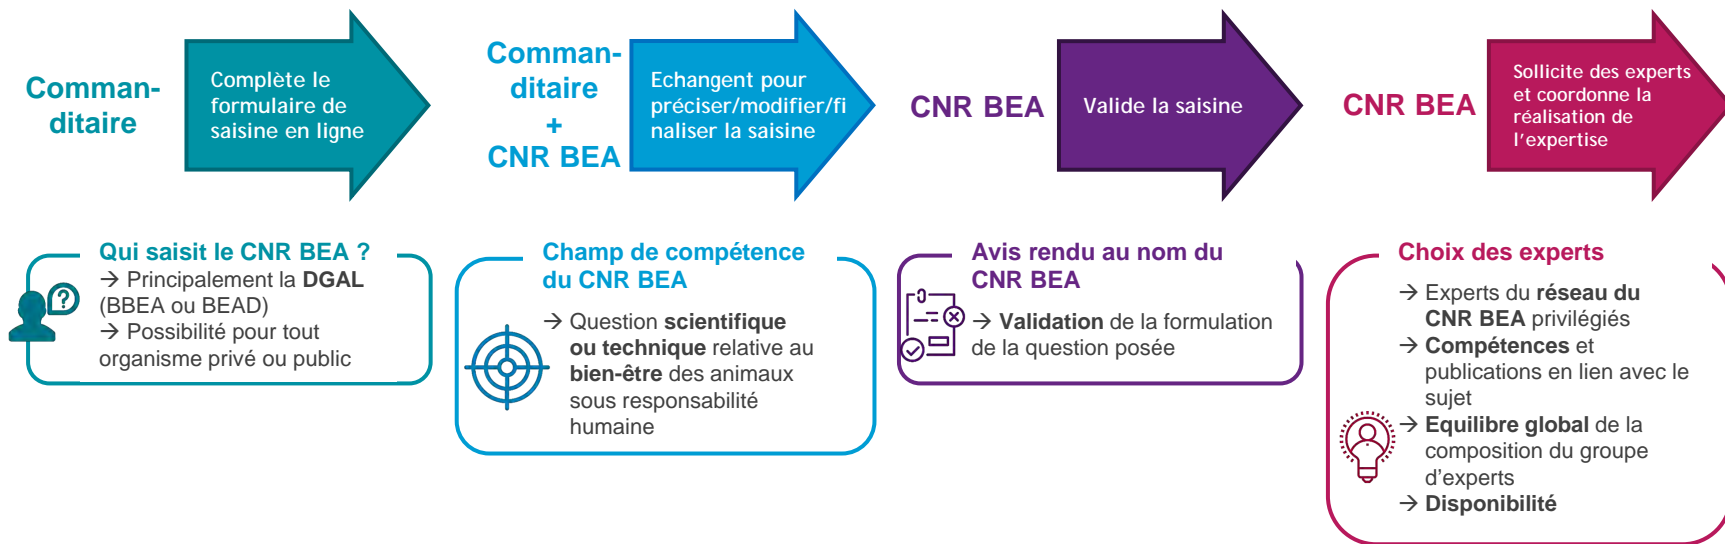 Comman-
ditaire
Complète le
formulaire de
saisine en ligne
Comman-
ditaire
+
CNR BEA
Echangent pour
préciser/modifier/fi
naliser la saisine
CNR BEA
Valide la saisine
CNR BEA
Sollicite des experts
et coordonne la
réalisation de
l'expertise
Qui saisit le CNR BEA ?
→ Principalement la DGAL
(BBEA ou BEAD)
→ Possibilité pour tout
organisme privé ou public
?
Champ de compétence
du CNR BEA
→ Question scientifique
ou technique relative au
bien-être des animaux
sous responsabilité
humaine
Avis rendu au nom du
CNR BEA
→ Validation de la formulation
de la question posée
Choix des experts
→ Experts du réseau du
CNR BEA privilégiés
→ Compétences et
publications en lien avec le
sujet
→ Equilibre global de la
composition du groupe
d'experts
→ Disponibilité